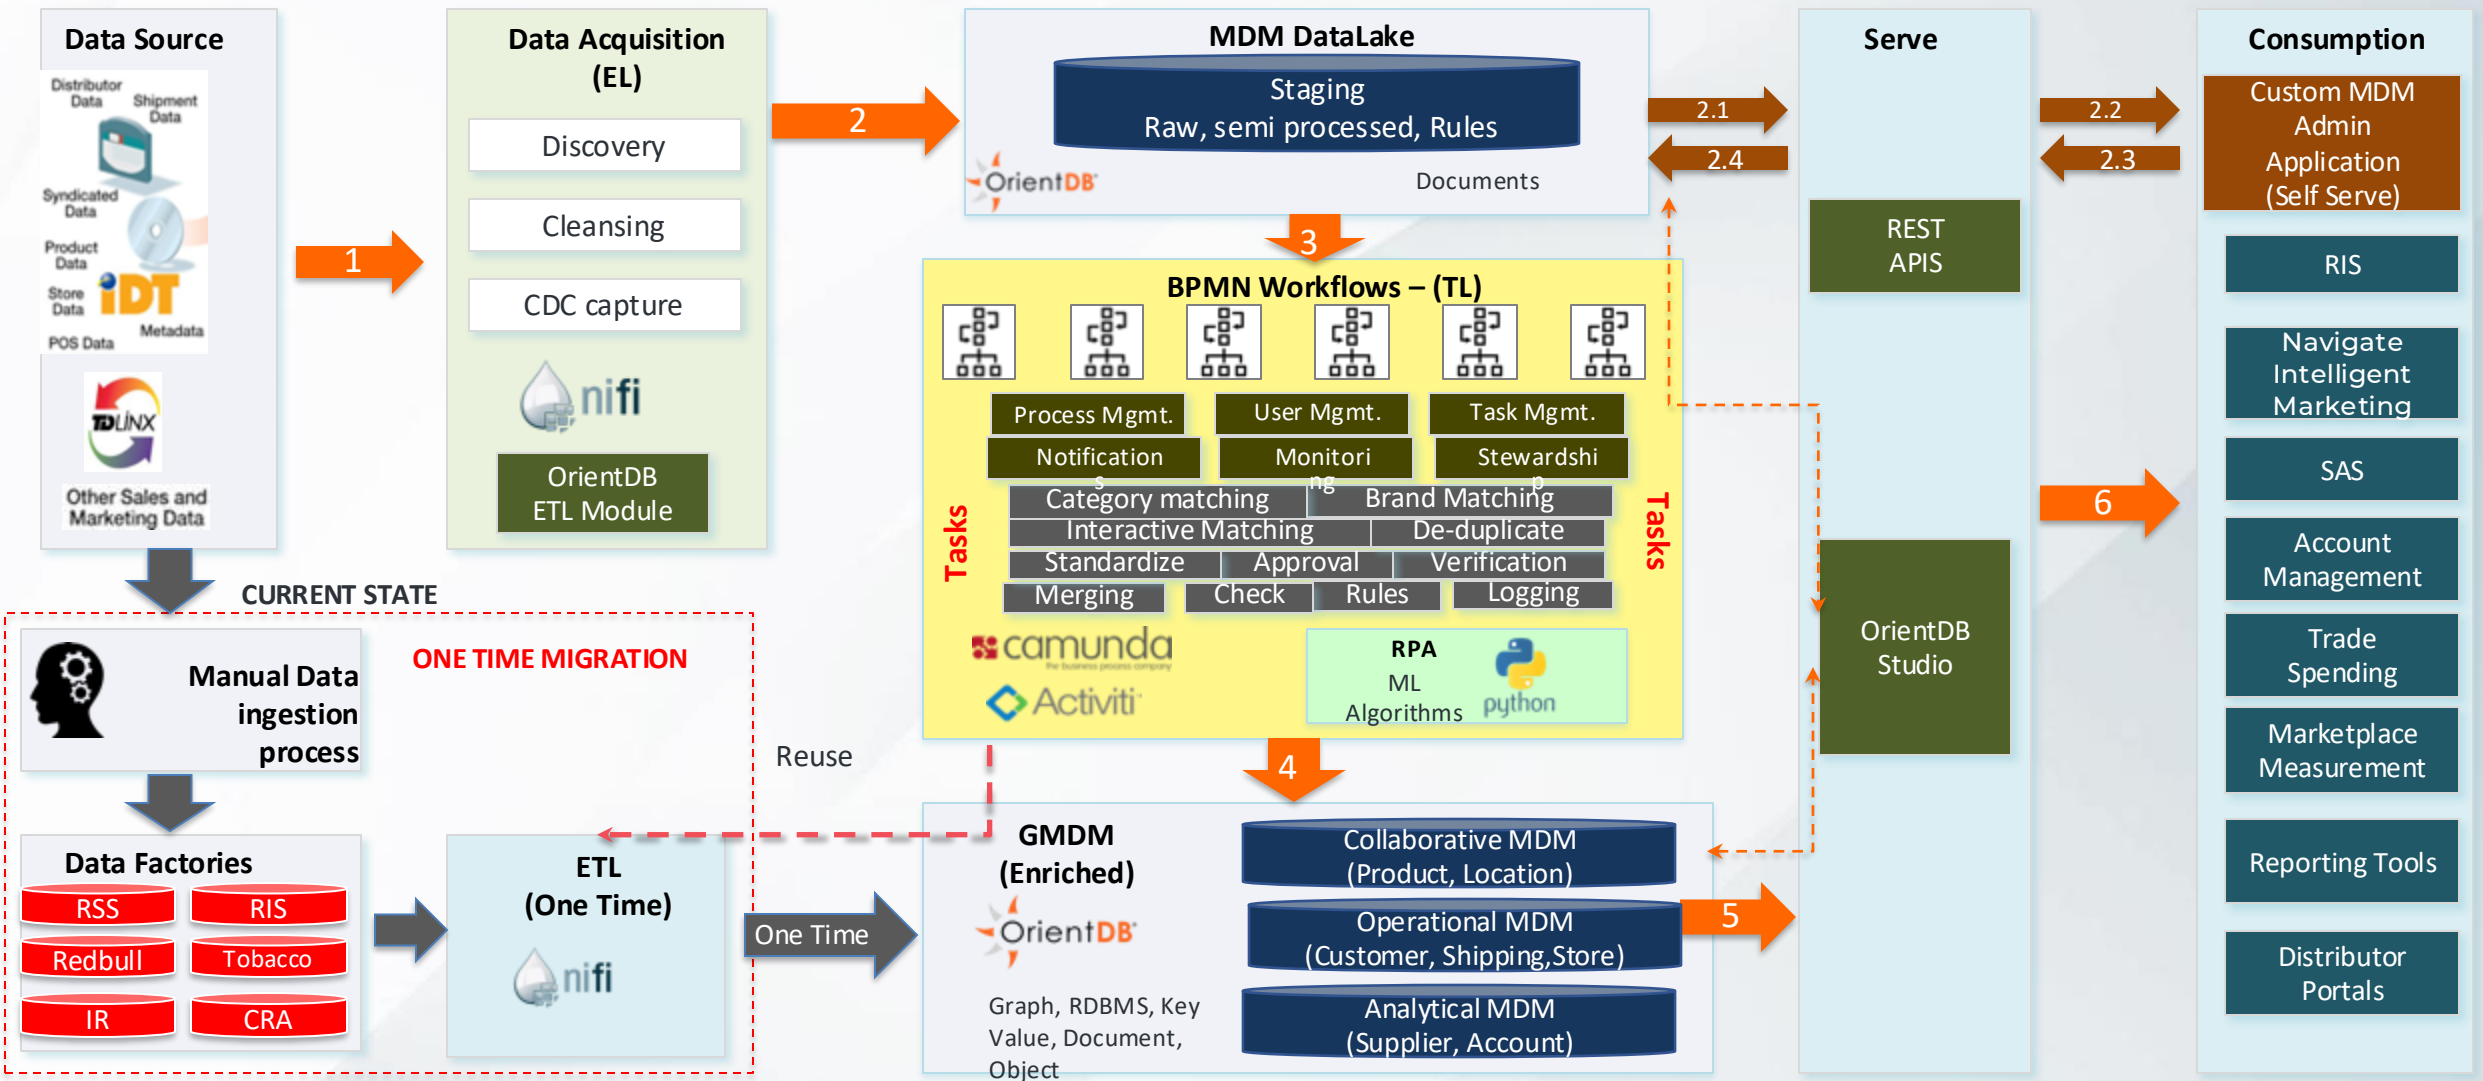 Data Source
Distributor
Data
Shipment
Data
Syndicated
Data
Product
Data
Store
Data
iDT
Metadata
POS Data
TDLINX
Other Sales and
Marketing Data
1
Data Acquisition
(EL)
Discovery
Cleansing
CDC capture
nifi
OrientDB
ETL Module
2
MDM DataLake
Staging
Raw, semi processed, Rules
OrientDB
Documents
3
BPMN Workflows – (TL)
Process Mgmt.
User Mgmt.
Task Mgmt.
Notification
s
Monitori
ng
Stewardshi
p
Tasks
Category matching
Brand Matching
Interactive Matching
De-duplicate
Standardize
Approval
Verification
Merging
Check
Rules
Logging
Tasks
camunda
the business process company
Activiti
RPA
ML
Algorithms
python
4
GMDM
(Enriched)
OrientDB
Graph, RDBMS, Key
Value, Document,
Object
Collaborative MDM
(Product, Location)
Operational MDM
(Customer, Shipping,Store)
Analytical MDM
(Supplier, Account)
5
2.1
2.4
Serve
REST
APIS
OrientDB
Studio
2.2
2.3
6
Consumption
Custom MDM
Admin
Application
(Self Serve)
RIS
Navigate
Intelligent
Marketing
SAS
Account
Management
Trade
Spending
Marketplace
Measurement
Reporting Tools
Distributor
Portals
CURRENT STATE
ONE TIME MIGRATION
Manual Data
ingestion
process
Reuse
Data Factories
RSS
RIS
Redbull
Tobacco
IR
CRA
ETL
(One Time)
nifi
One Time